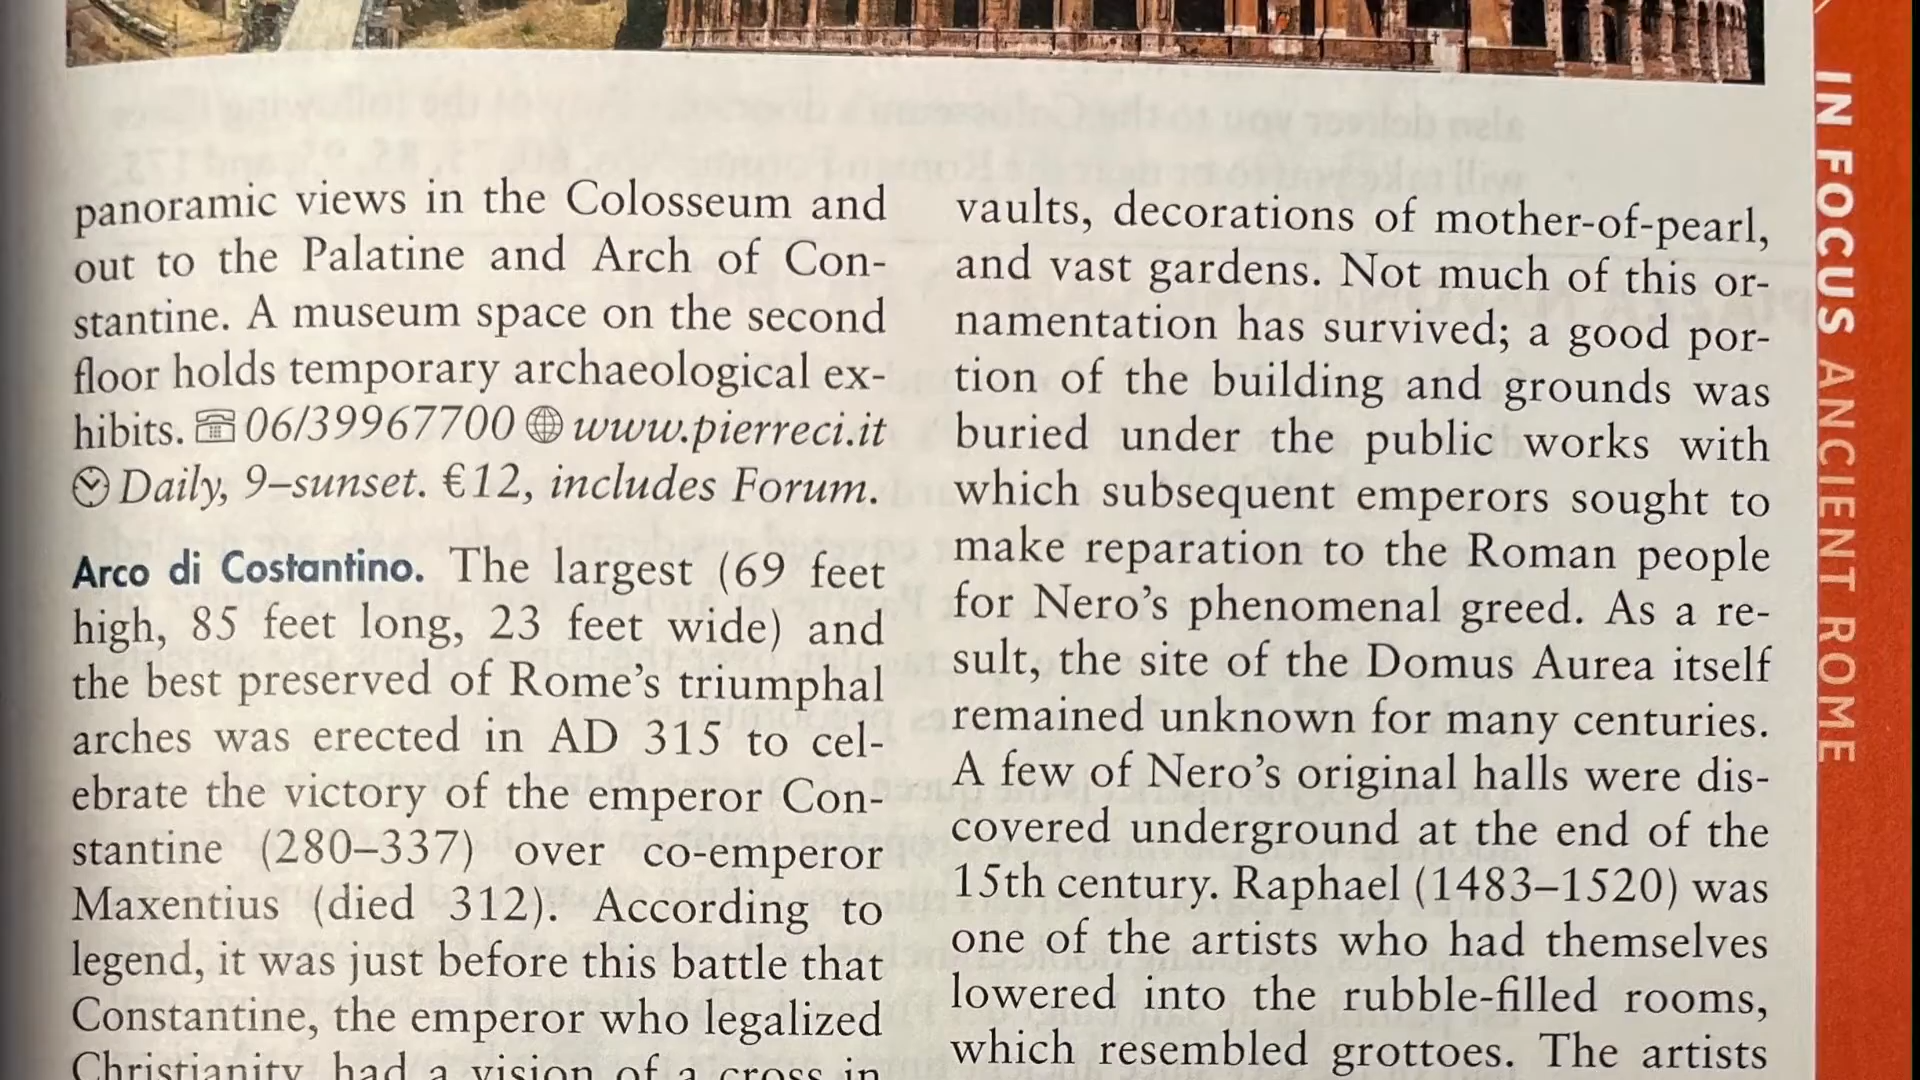 panoramic views in the Colosseum and
out to the Palatine and Arch of Con-
stantine. A museum space on the second
floor holds temporary archaeological ex-
hibits. 06/39967700 www.pierreci.it
Daily, 9–sunset. €12, includes Forum.
Arco di Costantino. The largest (69 feet
high, 85 feet long, 23 feet wide) and
the best preserved of Rome's triumphal
arches was erected in AD 315 to cel-
ebrate the victory of the emperor Con-
stantine (280–337) over co-emperor
Maxentius (died 312). According to
legend, it was just before this battle that
Constantine, the emperor who legalized
Christianity, had a vision of a cross in
vaults, decorations of mother-of-pearl,
and vast gardens. Not much of this or-
namentation has survived; a good por-
tion of the building and grounds was
buried under the public works with
which subsequent emperors sought to
make reparation to the Roman people
for Nero's phenomenal greed. As a re-
sult, the site of the Domus Aurea itself
remained unknown for many centuries.
A few of Nero's original halls were dis-
covered underground at the end of the
15th century. Raphael (1483–1520) was
one of the artists who had themselves
lowered into the rubble-filled rooms,
which resembled grottoes. The artists
IN FOCUS ANCIENT ROME